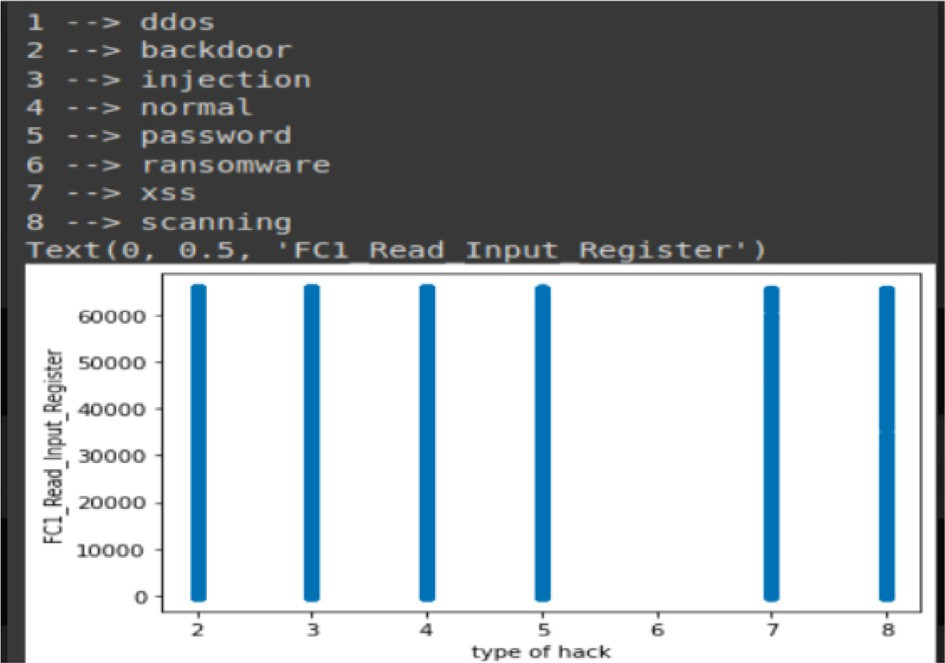 1 --> ddos
2 --> backdoor
3 --> injection
4 --> normal
5 --> password
6 --> ransomware
7 --> xss
8 --> scanning
Text(0, 0.5, 'FC1_Read_Input_Register')
FC1_Read_Input_Register
60000
50000
40000
30000
20000
10000
0
2 3 4 5 6 7 8
type of hack